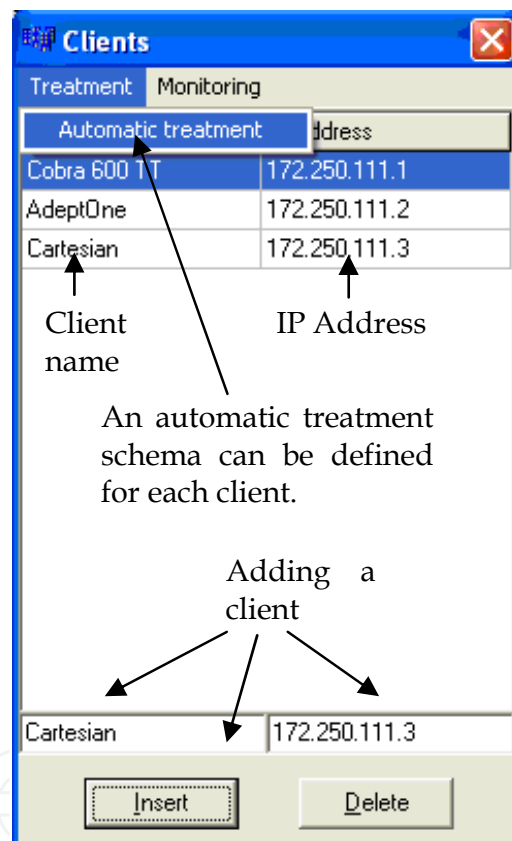 Clients
Treatment Monitoring
Automatic treatment ddress
Cobra 600 TT 172.250.111.1
AdeptOne 172.250.111.2
Cartesian 172.250.111.3
Client name
IP Address
An automatic treatment
schema can be defined
for each client.
Adding a
client
Cartesian 172.250.111.3
Insert Delete